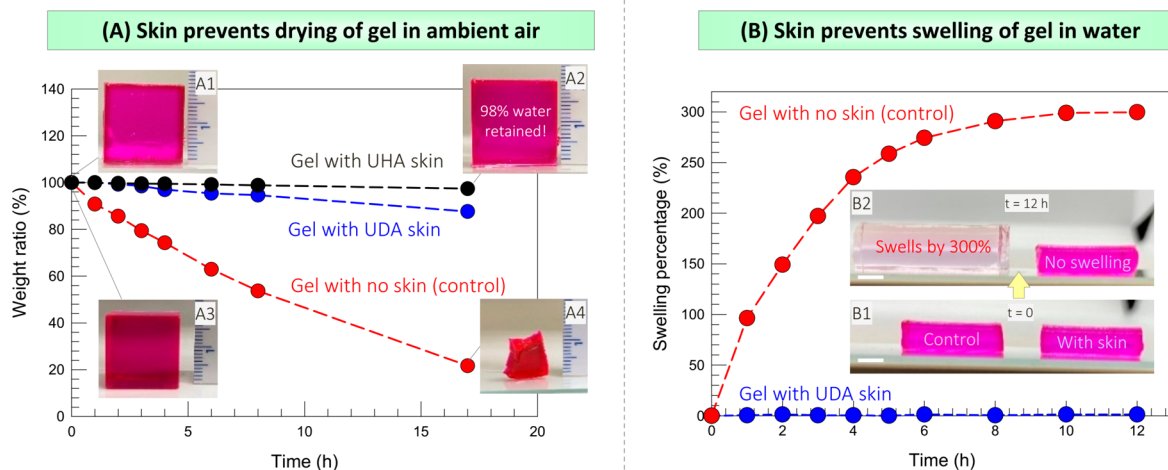 (A) Skin prevents drying of gel in ambient air
140
120
100
80
60
40
20
0
Weight ratio (%)
0
5
10
15
20
Time (h)
A1
1
A2
98% water
retained!
1
Gel with UHA skin
Gel with UDA skin
Gel with no skin (control)
A3
1
A4
(B) Skin prevents swelling of gel in water
300
250
200
150
100
50
0
Swelling percentage (%)
0
2
4
6
8
10
12
Time (h)
Gel with no skin (control)
B2
t = 12 h
Swells by 300%
No swelling
B1
t = 0
Control
With skin
Gel with UDA skin